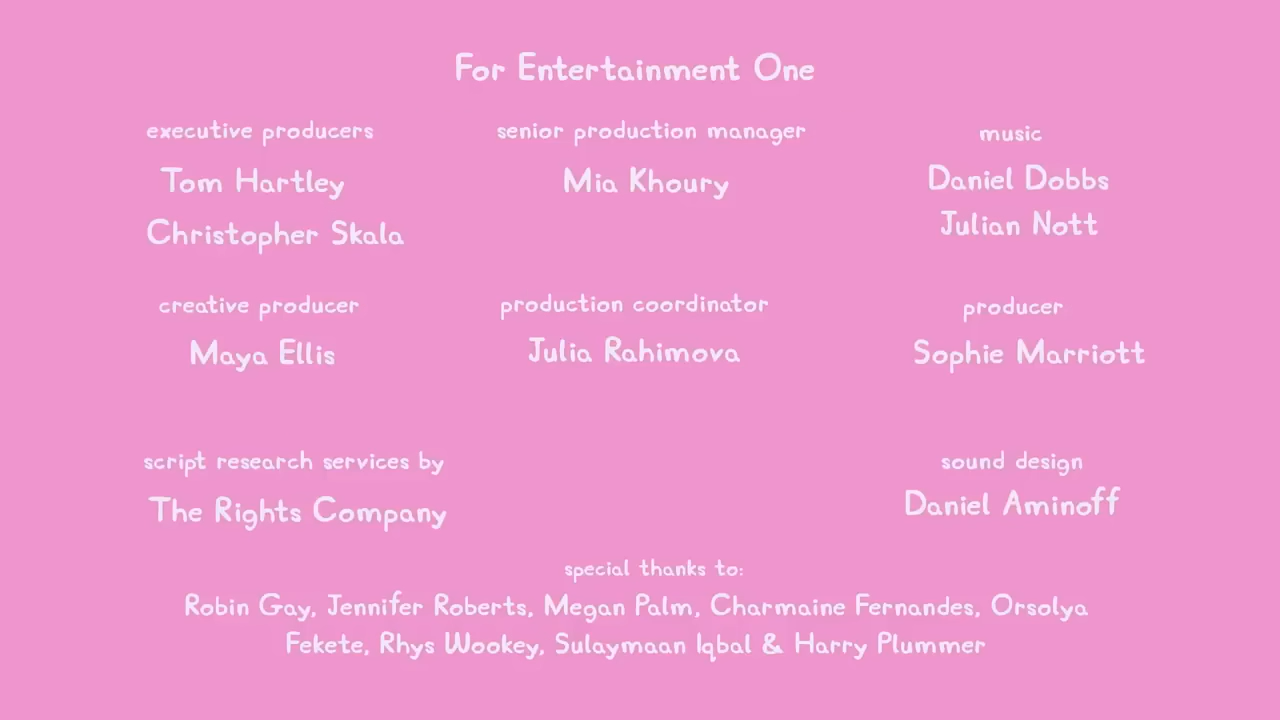 For Entertainment One
executive producers
Tom Hartley
Christopher Skala
senior production manager
Mia Khoury
music
Daniel Dobbs
Julian Nott
creative producer
Maya Ellis
production coordinator
Julia Rahimova
producer
Sophie Marriott
script research services by
The Rights Company
sound design
Daniel Aminoff
special thanks to:
Robin Gay, Jennifer Roberts, Megan Palm, Charmaine Fernandes, Orsolya
Fekete, Rhys Wookey, Sulaymaan Iqbal & Harry Plummer